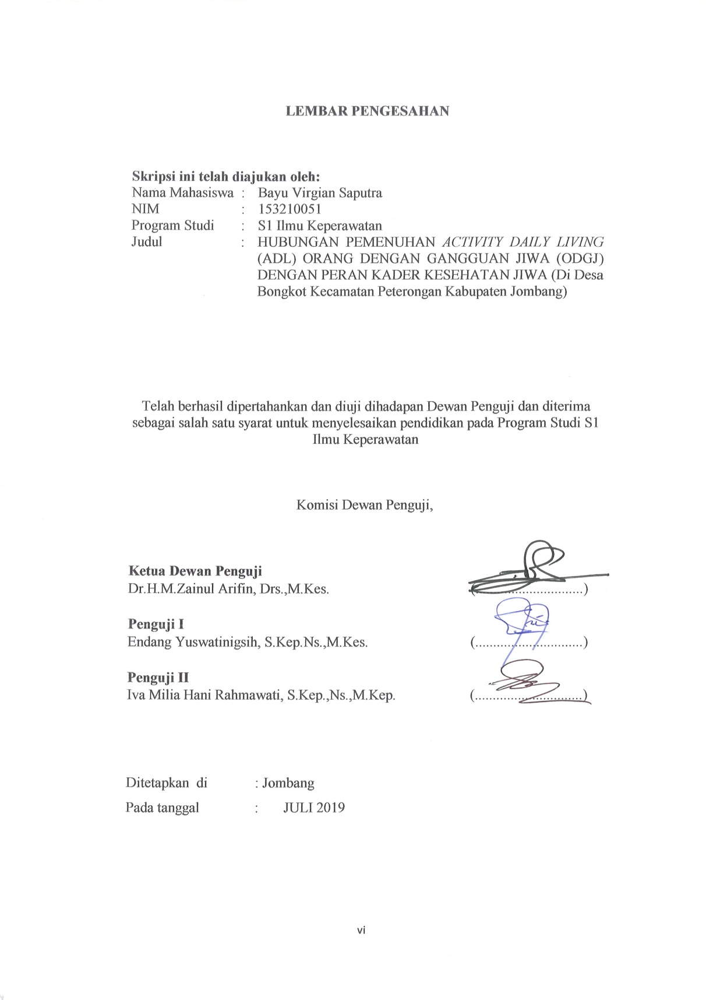 LEMBAR PENGESAHAN
Skripsi ini telah diajukan oleh:
Nama Mahasiswa : Bayu Virgian Saputra
NIM : 153210051
Program Studi : S1 Ilmu Keperawatan
Judul : HUBUNGAN PEMENUHAN ACTIVITY DAILY LIVING
(ADL) ORANG DENGAN GANGGUAN JIWA (ODGJ)
DENGAN PERAN KADER KESEHATAN JIWA (Di Desa
Bongkot Kecamatan Peterongan Kabupaten Jombang)
Telah berhasil dipertahankan dan diuji dihadapan Dewan Penguji dan diterima
sebagai salah satu syarat untuk menyelesaikan pendidikan pada Program Studi S1
Ilmu Keperawatan
Komisi Dewan Penguji,
Ketua Dewan Penguji
Dr.H.M.Zainul Arifin, Drs.,M.Kes. (..............................)
Penguji I
Endang Yuswatinigsih, S.Kep.Ns.,M.Kes. (..............................)
Penguji II
Iva Milia Hani Rahmawati, S.Kep.,Ns.,M.Kep. (..............................)
Ditetapkan di : Jombang
Pada tanggal : JULI 2019
vi